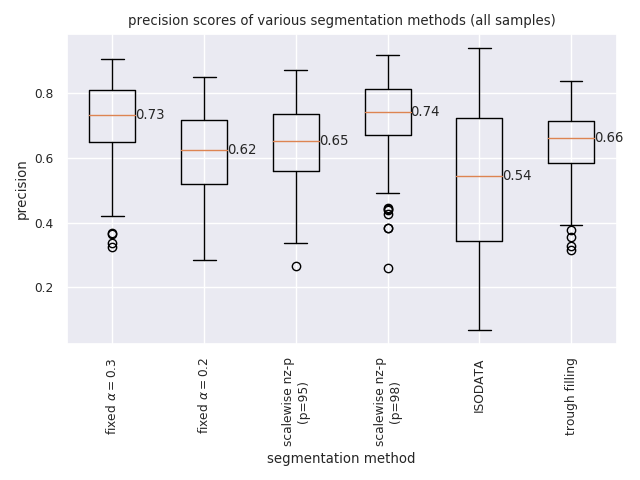 precision scores of various segmentation methods (all samples)
precision
0.8
0.6
0.4
0.2
0.73
0.62
0.65
0.74
0.54
0.66
fixed α = 0.3
fixed α = 0.2
scalewise nz-p
(p=95)
scalewise nz-p
(p=98)
ISODATA
trough filling
segmentation method